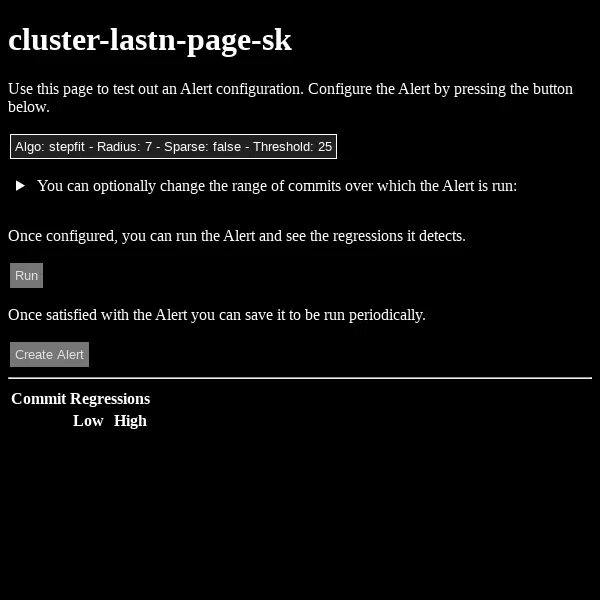 cluster-lastn-page-sk
Use this page to test out an Alert configuration. Configure the Alert by pressing the button
below.
Algo: stepfit - Radius: 7 - Sparse: false - Threshold: 25
You can optionally change the range of commits over which the Alert is run:
Once configured, you can run the Alert and see the regressions it detects.
Run
Once satisfied with the Alert you can save it to be run periodically.
Create Alert
Commit Regressions
Low High